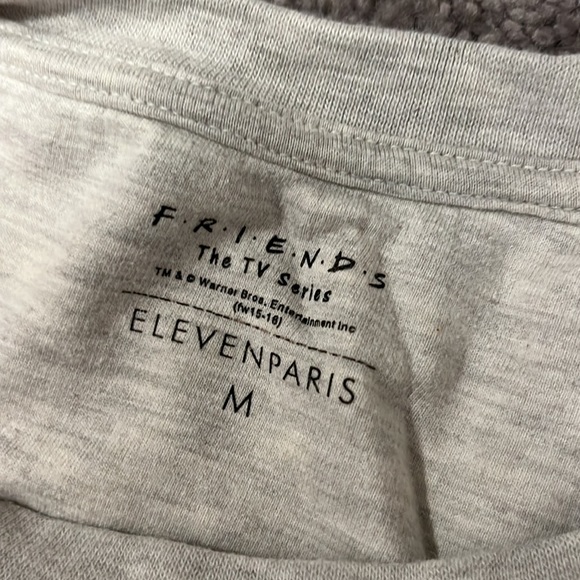 F·R·I·E·N·D·S
The TV Series
TM & © Warner Bros. Entertainment Inc
(fw15-16)
ELEVENPARIS
M